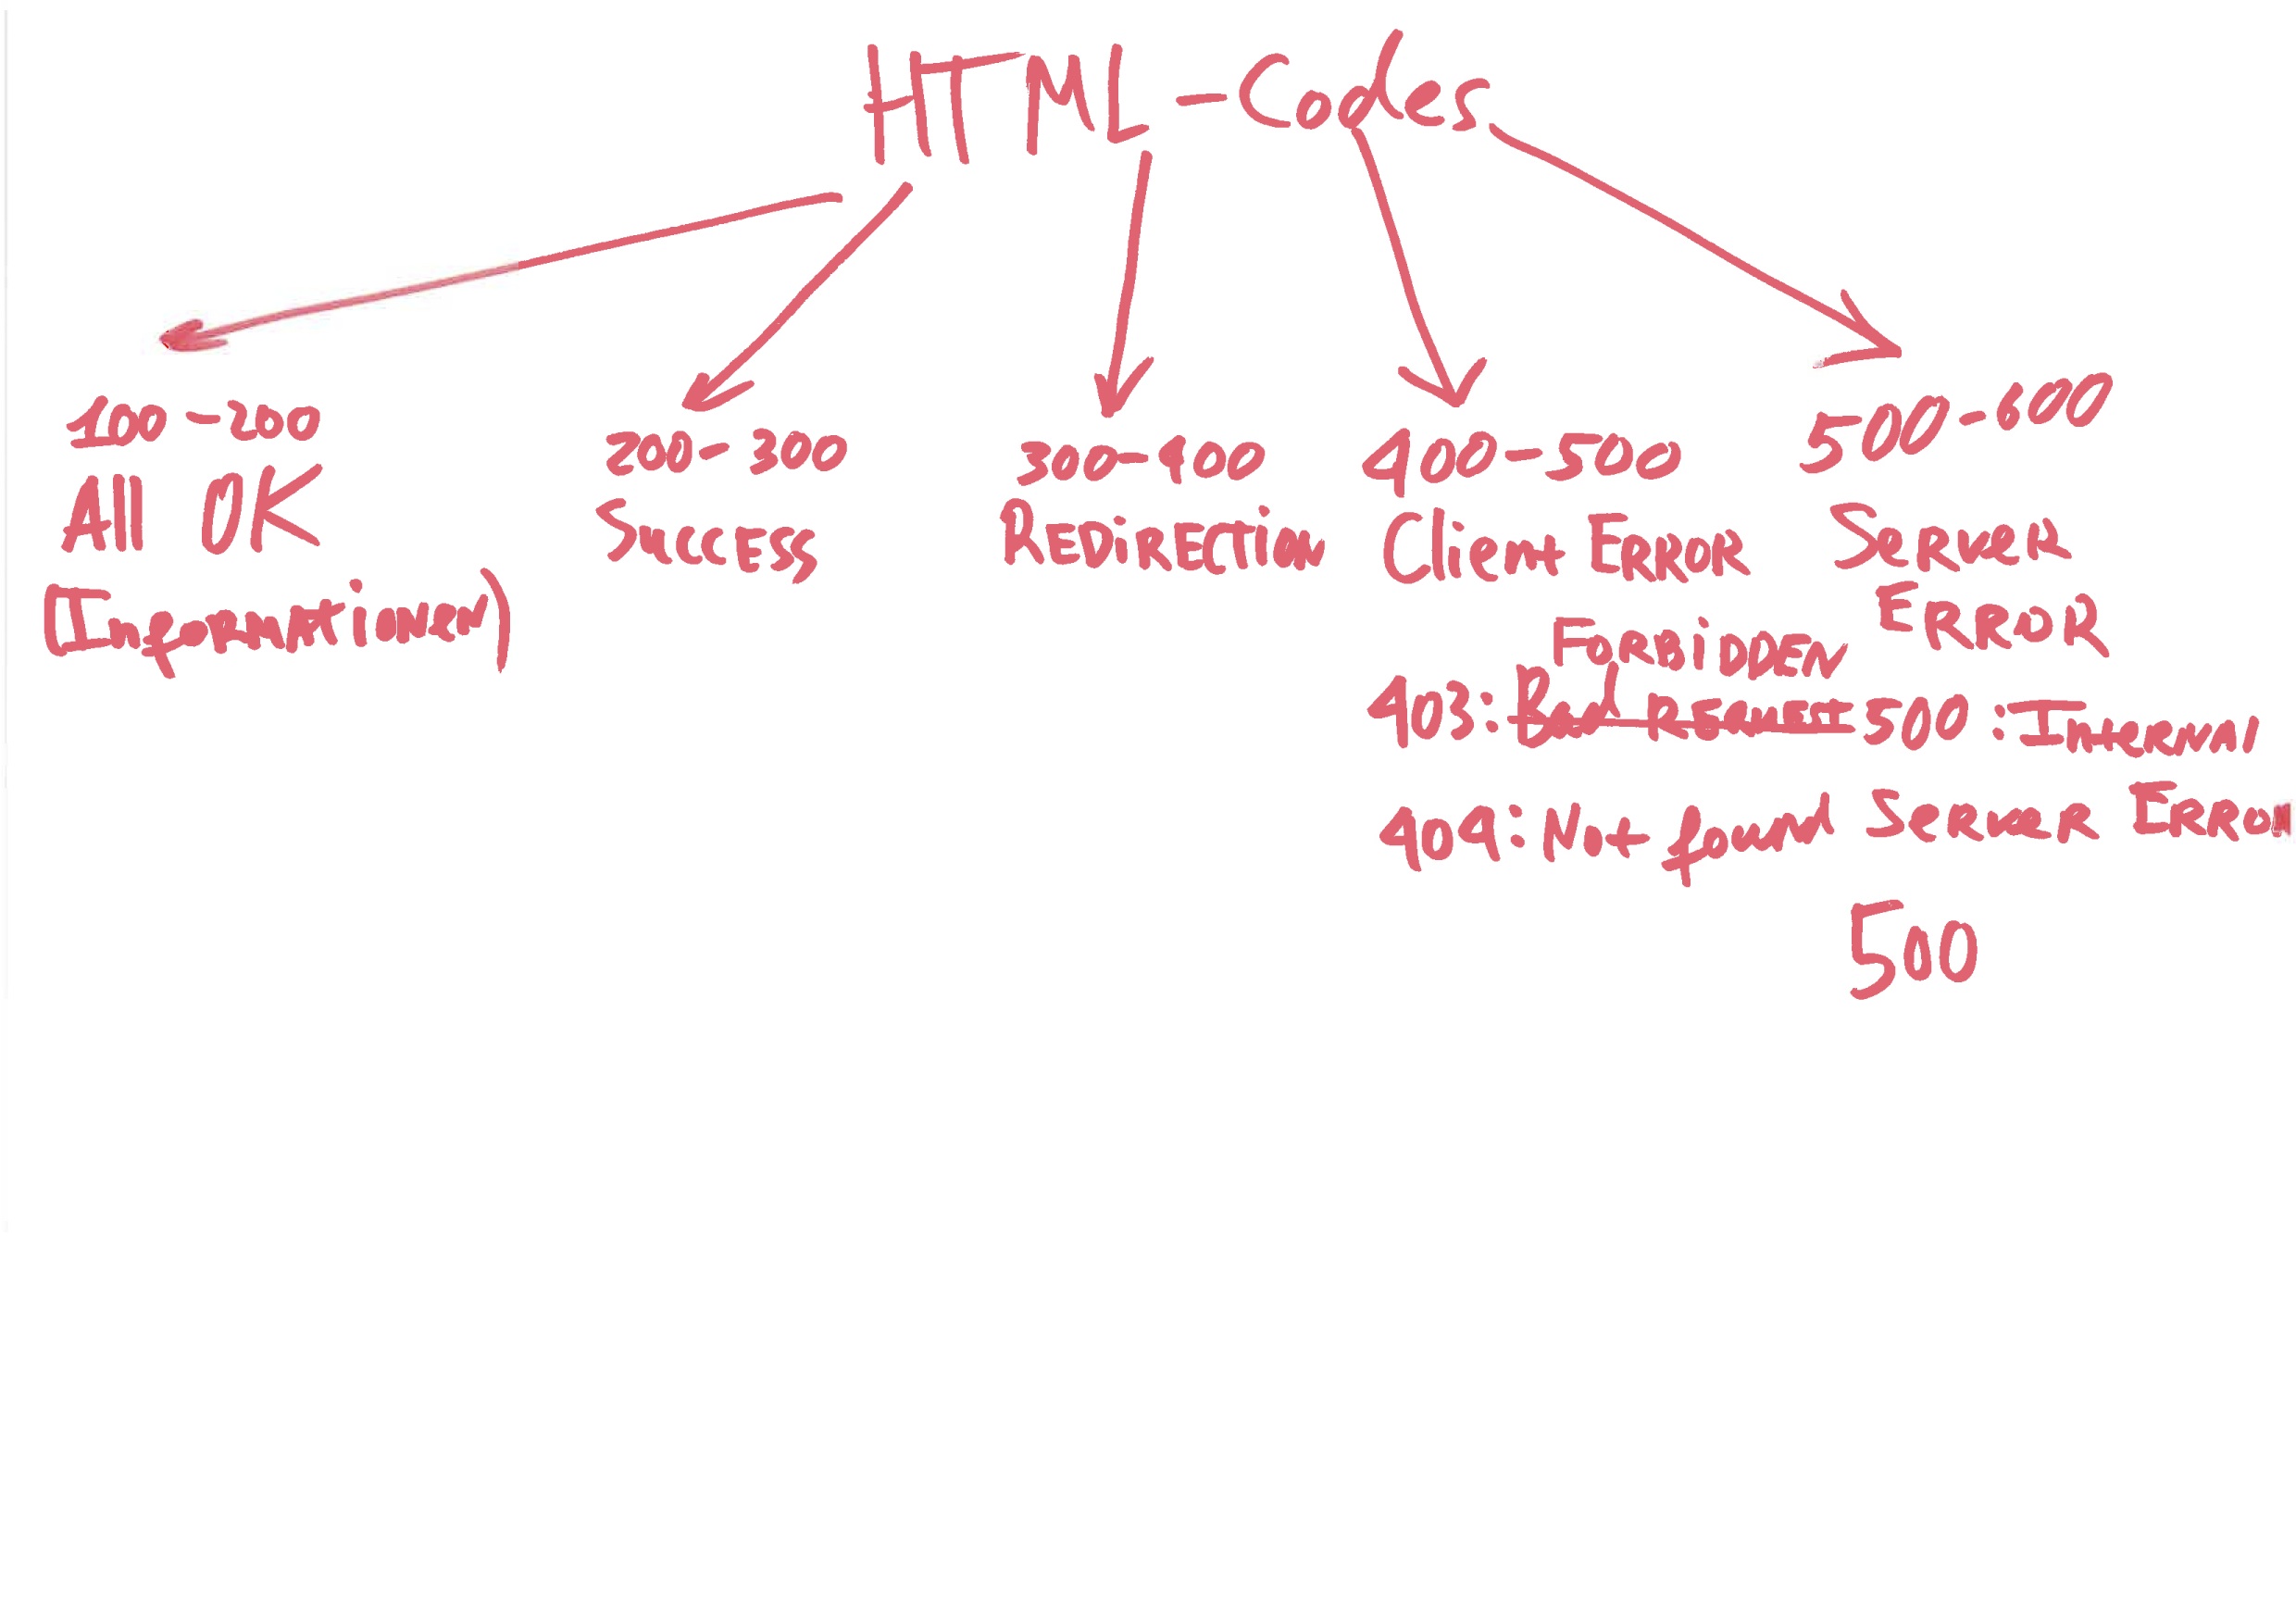 HTML-Codes
100-200
All OK
(Informationen)
200-300
Success
300-400
REDiRECTiON
400-500
Client ERROR
FORBiDDEN
403: Bad REQUEST
404: Not found
500-600
SERVER
ERROR
500: INTERNAl
SERVER ERROR
500